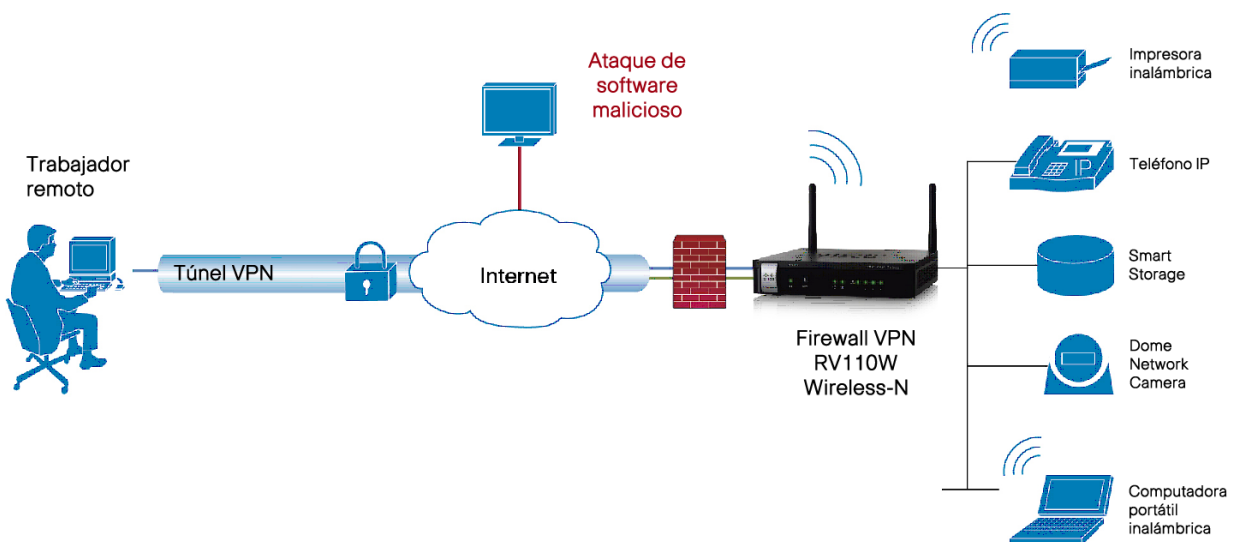 Ataque de
software
malicioso
Trabajador
remoto
Túnel VPN
Internet
Firewall VPN
RV110W
Wireless-N
Impresora
inalámbrica
IP
Teléfono IP
Smart
Storage
Dome
Network
Camera
Computadora
portátil
inalámbrica